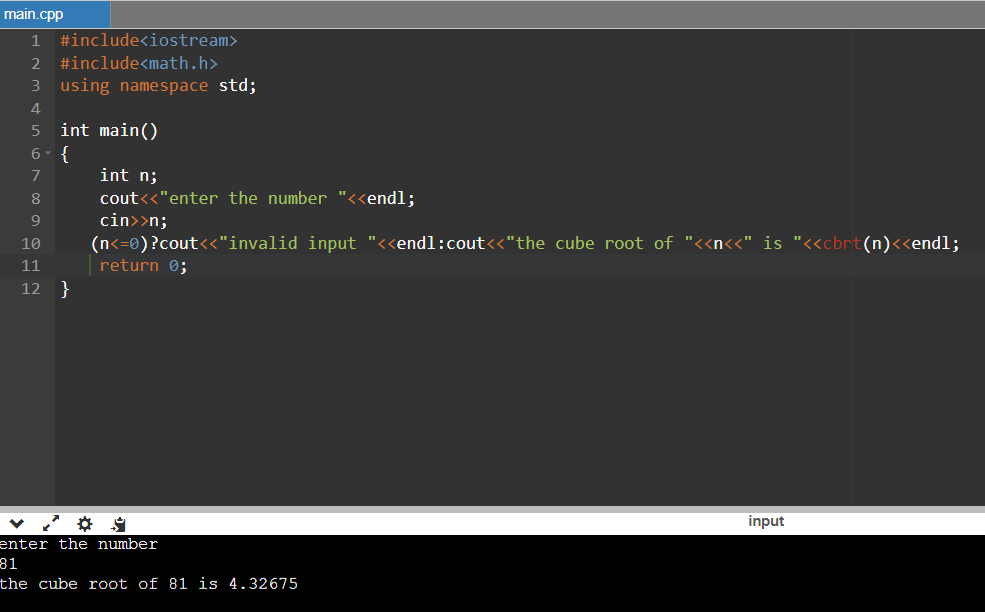 main.cpp
1 #include<iostream>
2 #include<math.h>
3 using namespace std;
4
5 int main()
6 {
7 int n;
8 cout<<"enter the number "<<endl;
9 cin>>n;
10 (n<=0)?cout<<"invalid input "<<endl:cout<<"the cube root of "<<n<<" is "<<cbrt(n)<<endl;
11 return 0;
12 }
input
enter the number
81
the cube root of 81 is 4.32675